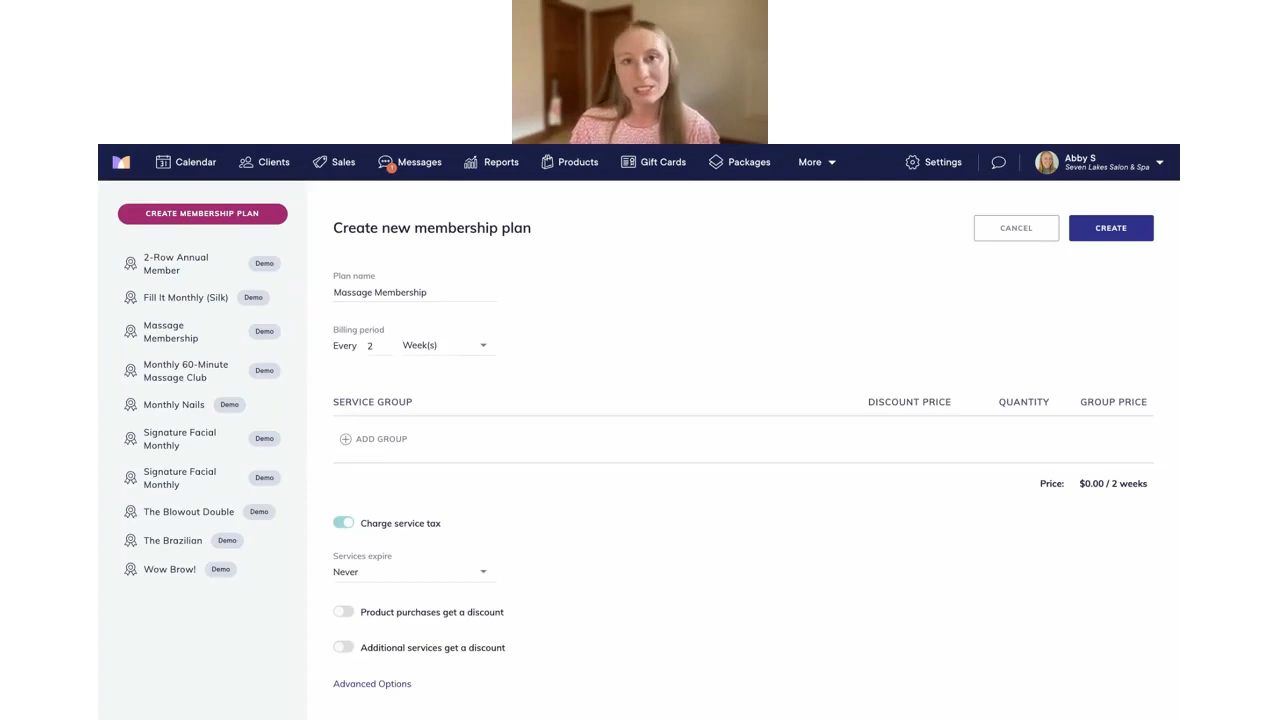 Calendar
Clients
Sales
Messages
Reports
Products
Gift Cards
Packages
More
Settings
Abby S
Seven Lakes Salon & Spa
CREATE MEMBERSHIP PLAN
2-Row Annual
Member
Demo
Fill It Monthly (Silk)
Demo
Massage
Membership
Demo
Monthly 60-Minute
Massage Club
Demo
Monthly Nails
Demo
Signature Facial
Monthly
Demo
Signature Facial
Monthly
Demo
The Blowout Double
Demo
The Brazilian
Demo
Wow Brow!
Demo
Create new membership plan
CANCEL
CREATE
Plan name
Massage Membership
Billing period
Every 2 Week(s)
SERVICE GROUP DISCOUNT PRICE QUANTITY GROUP PRICE
ADD GROUP
Price: $0.00 / 2 weeks
Charge service tax
Services expire
Never
Product purchases get a discount
Additional services get a discount
Advanced Options